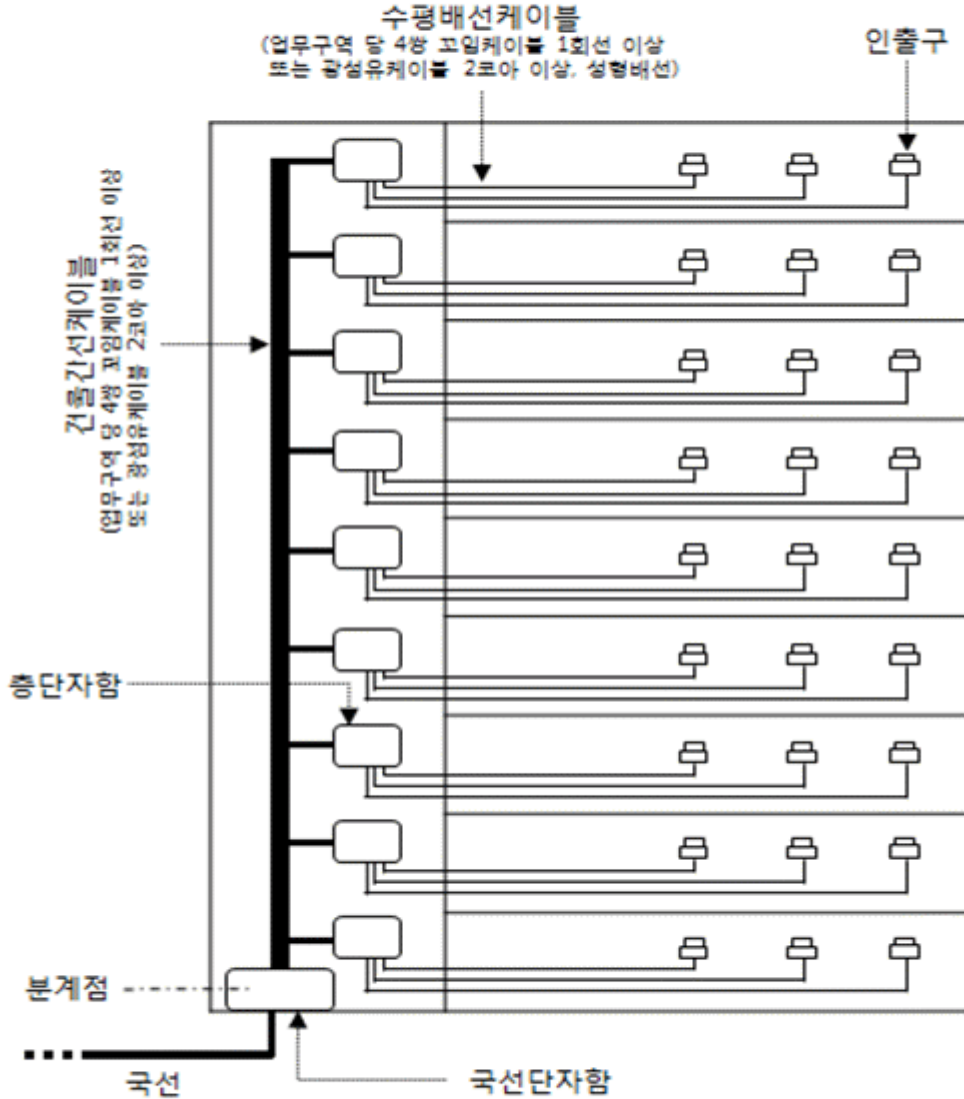 수평배선케이블
(업무구역 당 4쌍 꼬임케이블 1회선 이상
또는 광섬유케이블 2코아 이상, 성형배선)
인출구
건물간선케이블
(업무구역 당 4쌍 꼬임케이블 1회선 이상
또는 광섬유케이블 2코아 이상)
층단자함
분계점
국선
국선단자함